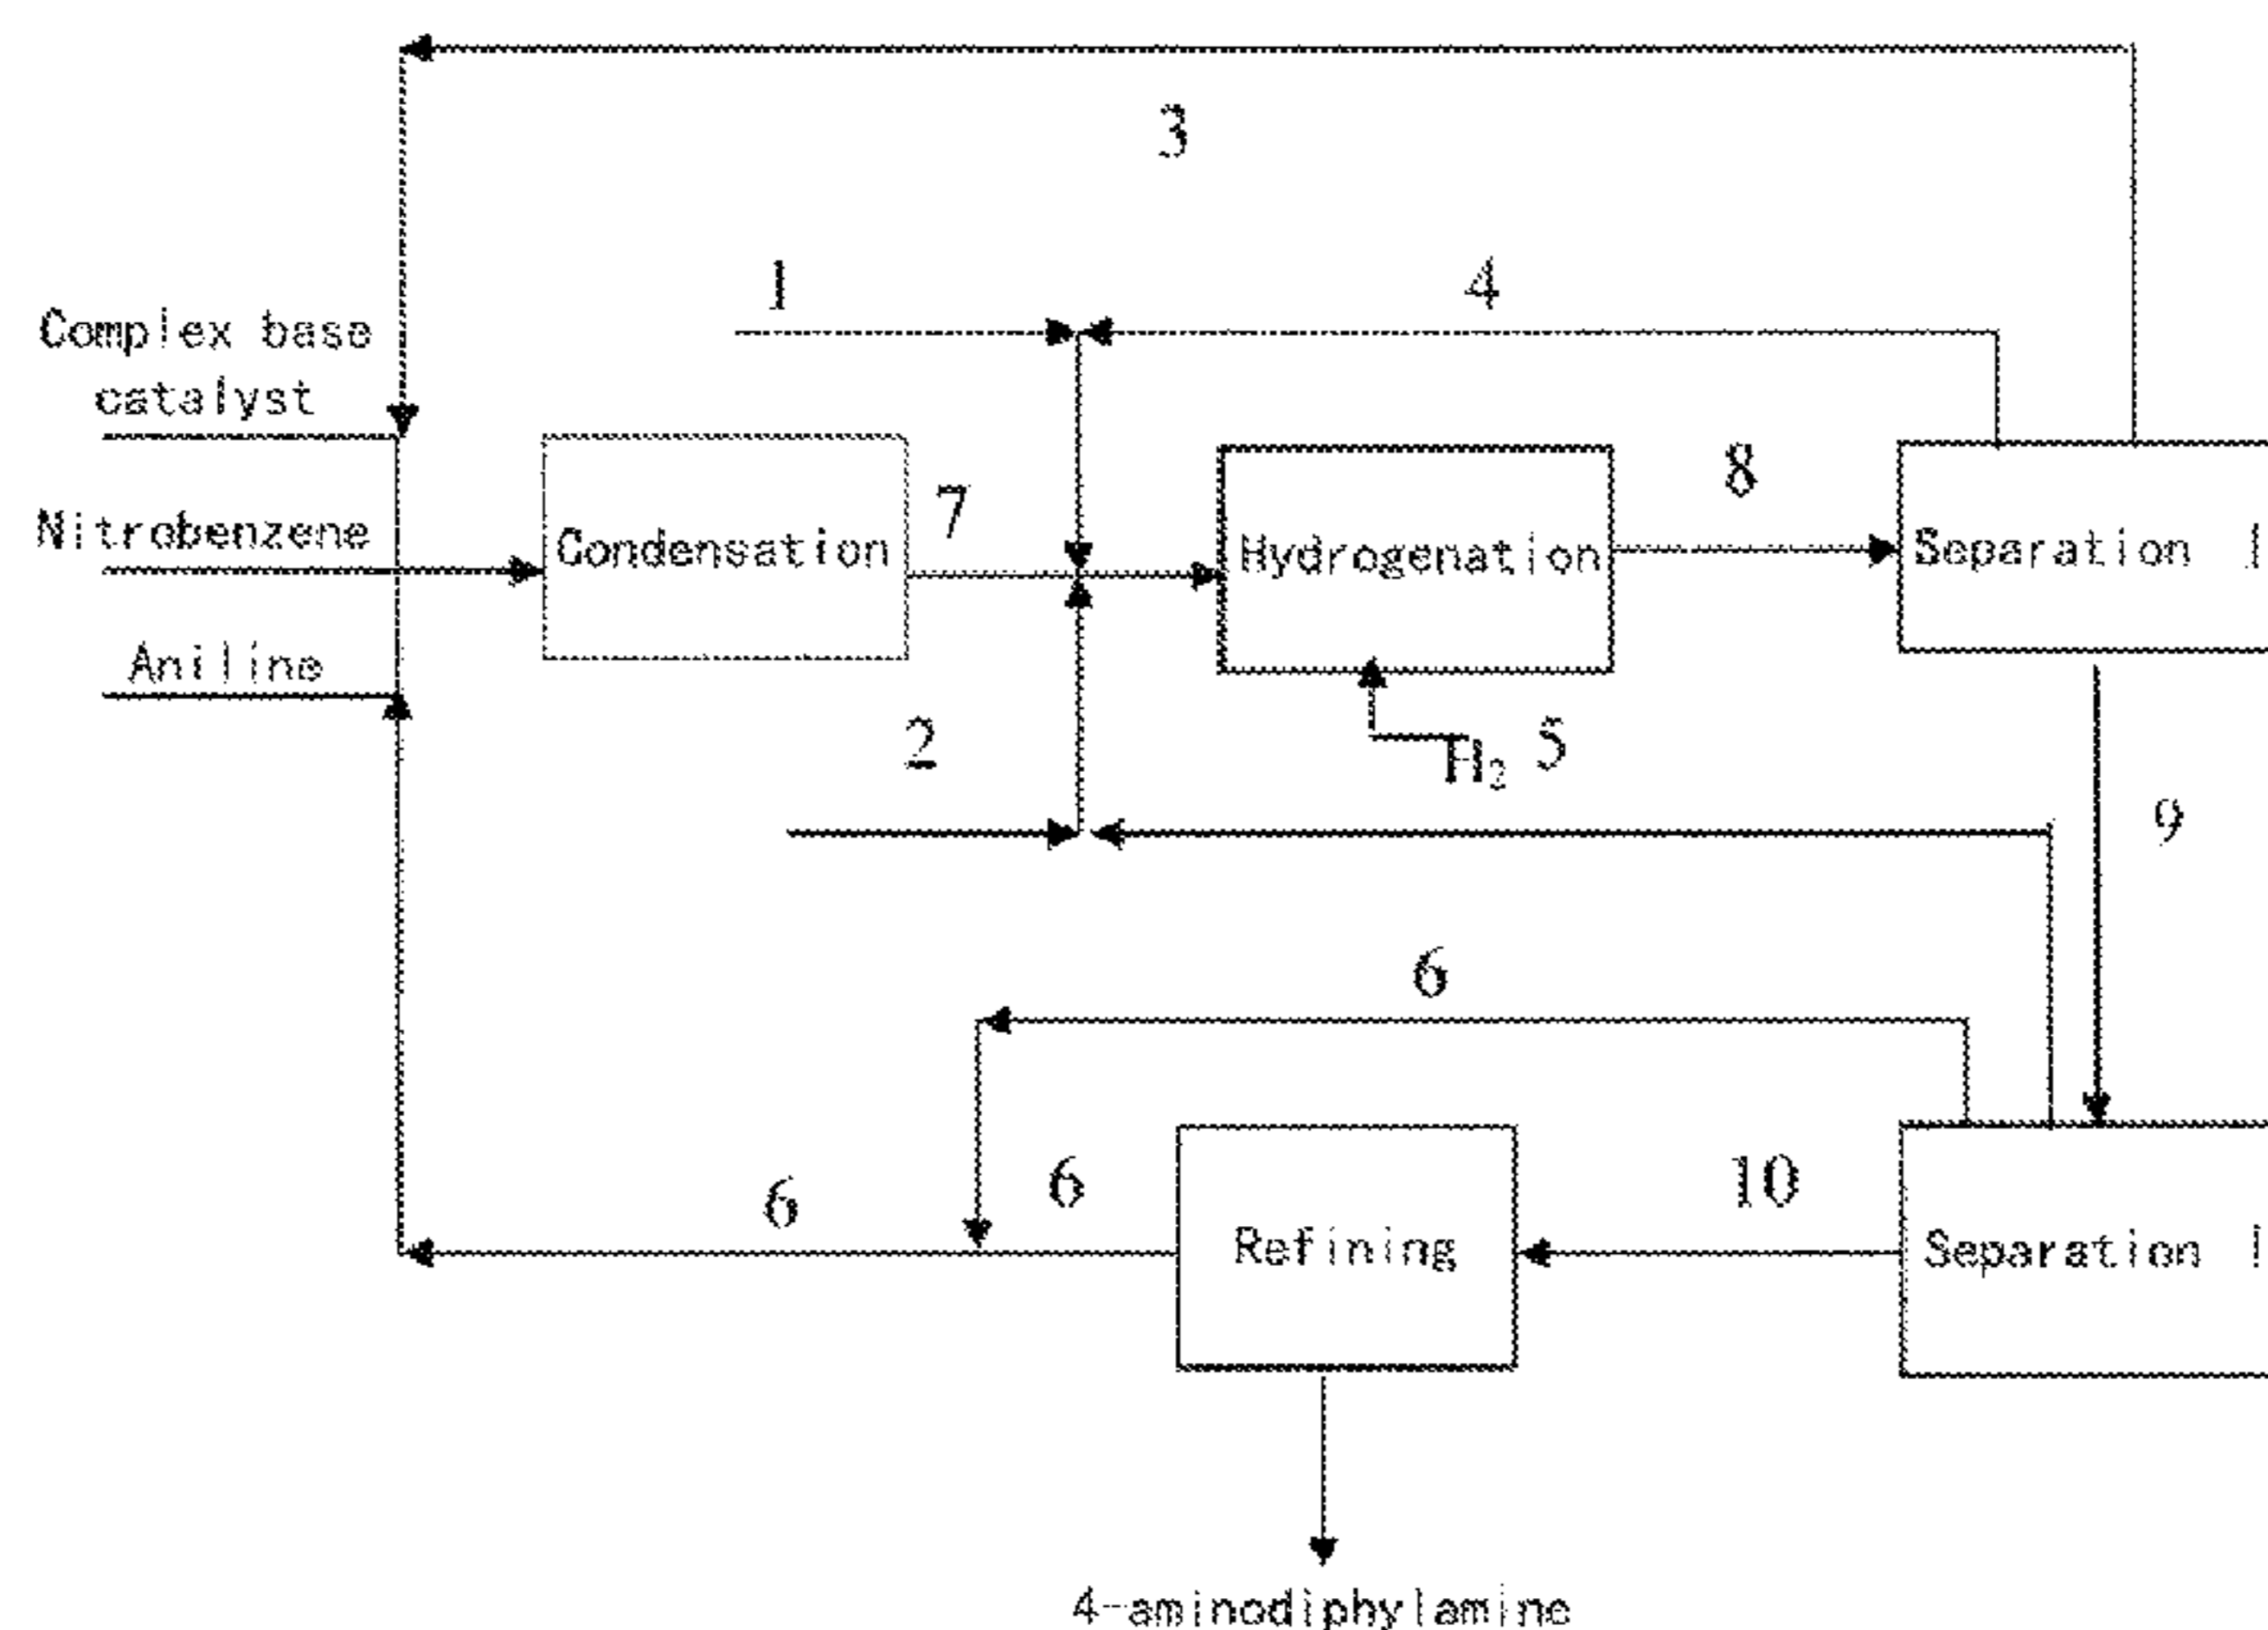 3
1
4
Complex base
catalyst
8
7
Nitrobenzene
Condensation
Hydrogenation
Separation I
Aniline
2
H₂ 5
9
6
6
6
10
Refining
Separation I
4-aminodiphylamine